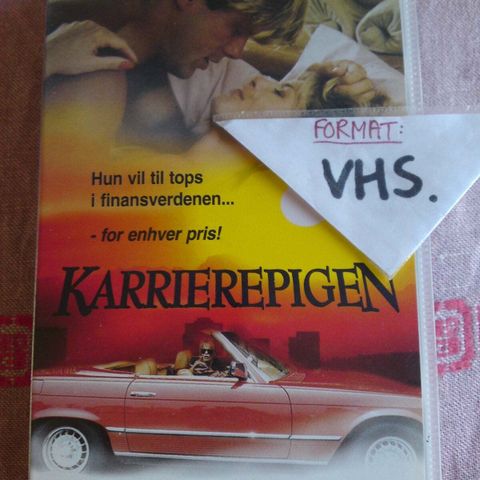 FORMAT:
VHS.
Hun vil til tops
i finansverdenen...
- for enhver pris!
KARRIEREPIGEN